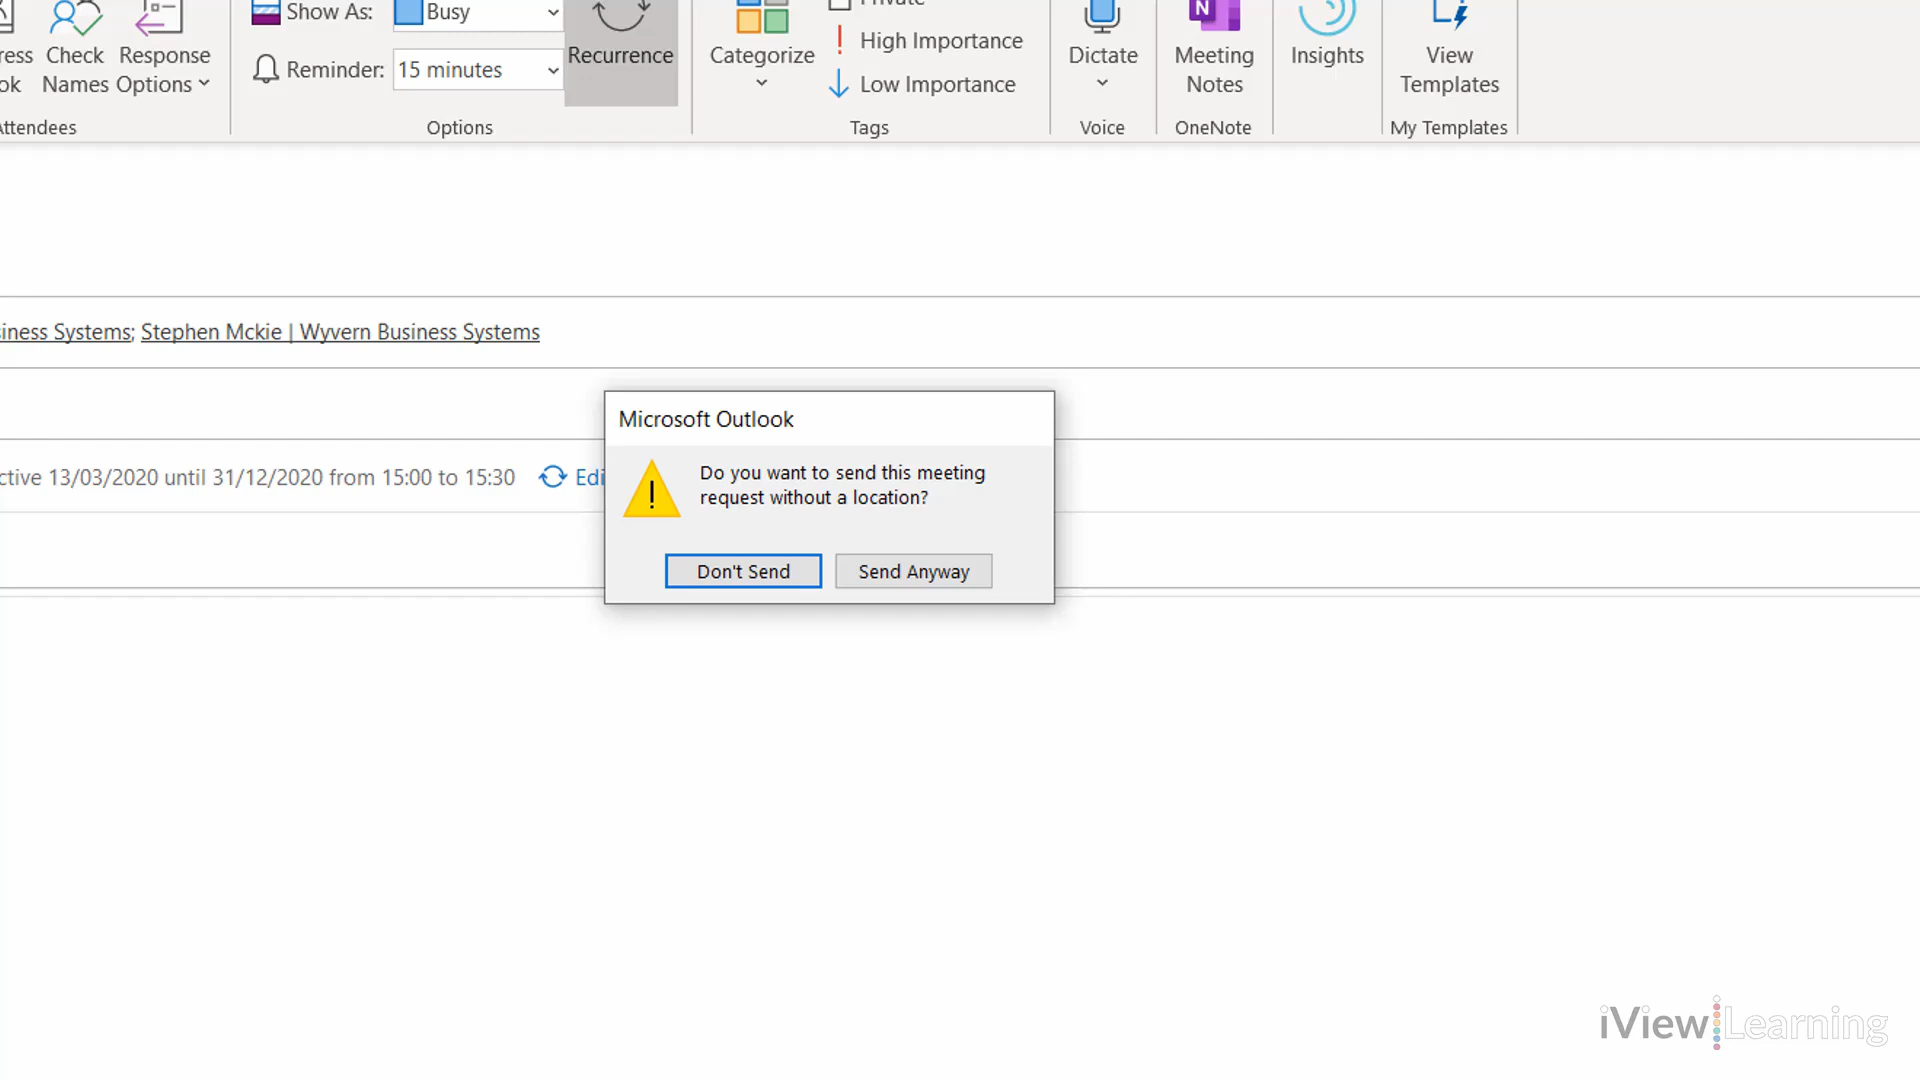 Show As: Busy
Private
ress Check Response
ok Names Options
Reminder: 15 minutes
Recurrence
Categorize
High Importance
Low Importance
Dictate
Meeting
Notes
Insights
View
Templates
Attendees Options Tags Voice OneNote My Templates
siness Systems; Stephen Mckie | Wyvern Business Systems
ctive 13/03/2020 until 31/12/2020 from 15:00 to 15:30 Edi
Microsoft Outlook
Do you want to send this meeting
request without a location?
Don't Send Send Anyway
iView Learning